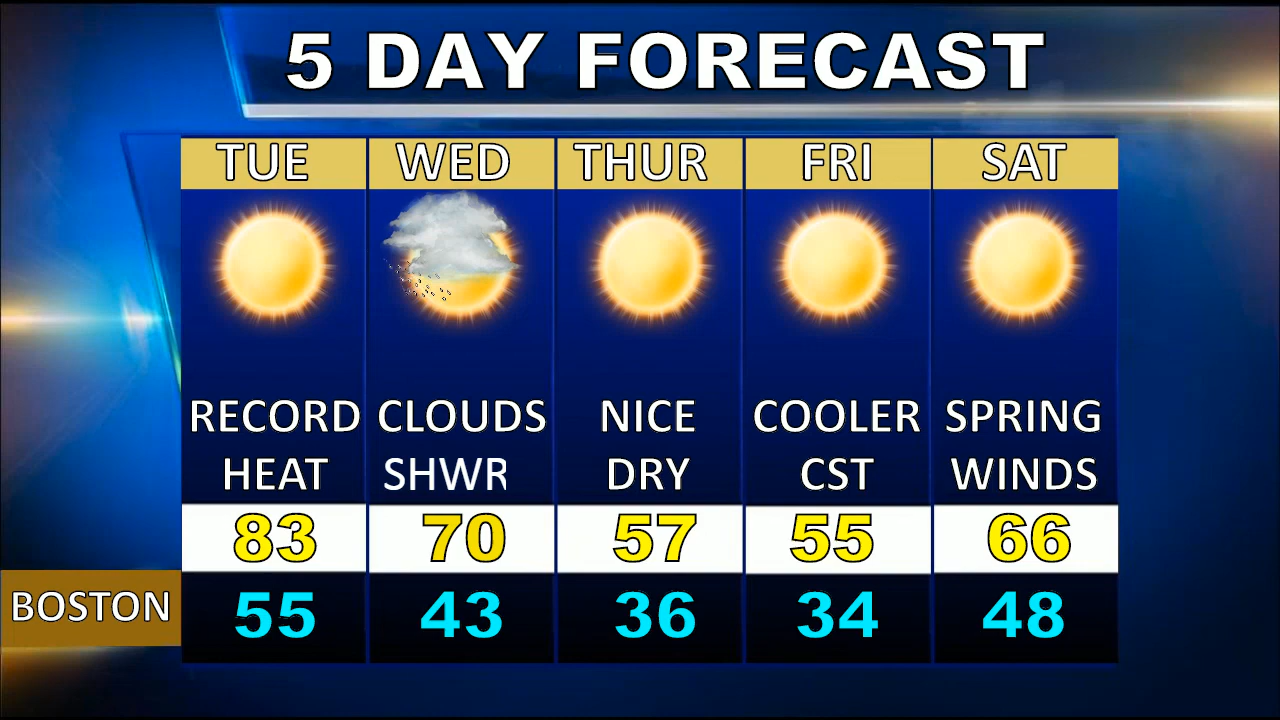 5 DAY FORECAST
TUE WED THUR FRI SAT
RECORD CLOUDS NICE COOLER SPRING
HEAT SHWR DRY CST WINDS
83 70 57 55 66
BOSTON 55 43 36 34 48